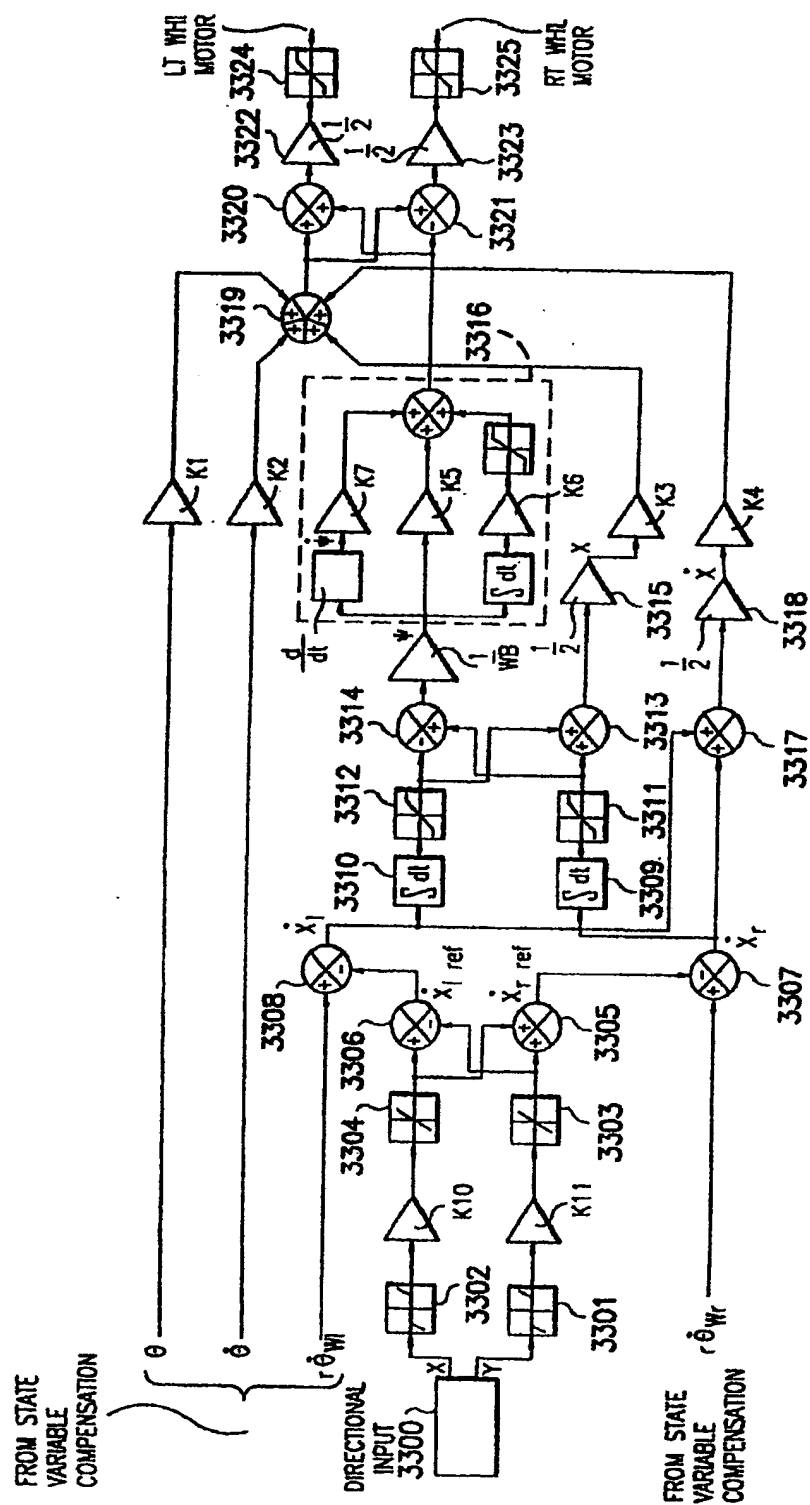 LT WHL
MOTOR
3324
3322
1/2
3320
3319
K1
K2
RT WHL
MOTOR
3325
1/2
3323
3321
3316
K7
K5
K6
K3
K4
Ψ̇
d/dt
∫dt
Ψ
1/WB
X
1/2
3315
Ẋ
1/2
3318
3314
3313
3317
3312
3311
3310
∫dt
∫dt
3309
Ẋl
Ẋr
3308
3307
Ẋl ref
Ẋr ref
3306
3305
3304
3303
K10
K11
3302
3301
X
Y
DIRECTIONAL
INPUT
3300
θ
θ̇
rθ̇Wl
rθ̇Wr
FROM STATE
VARIABLE
COMPENSATION
FROM STATE
VARIABLE
COMPENSATION